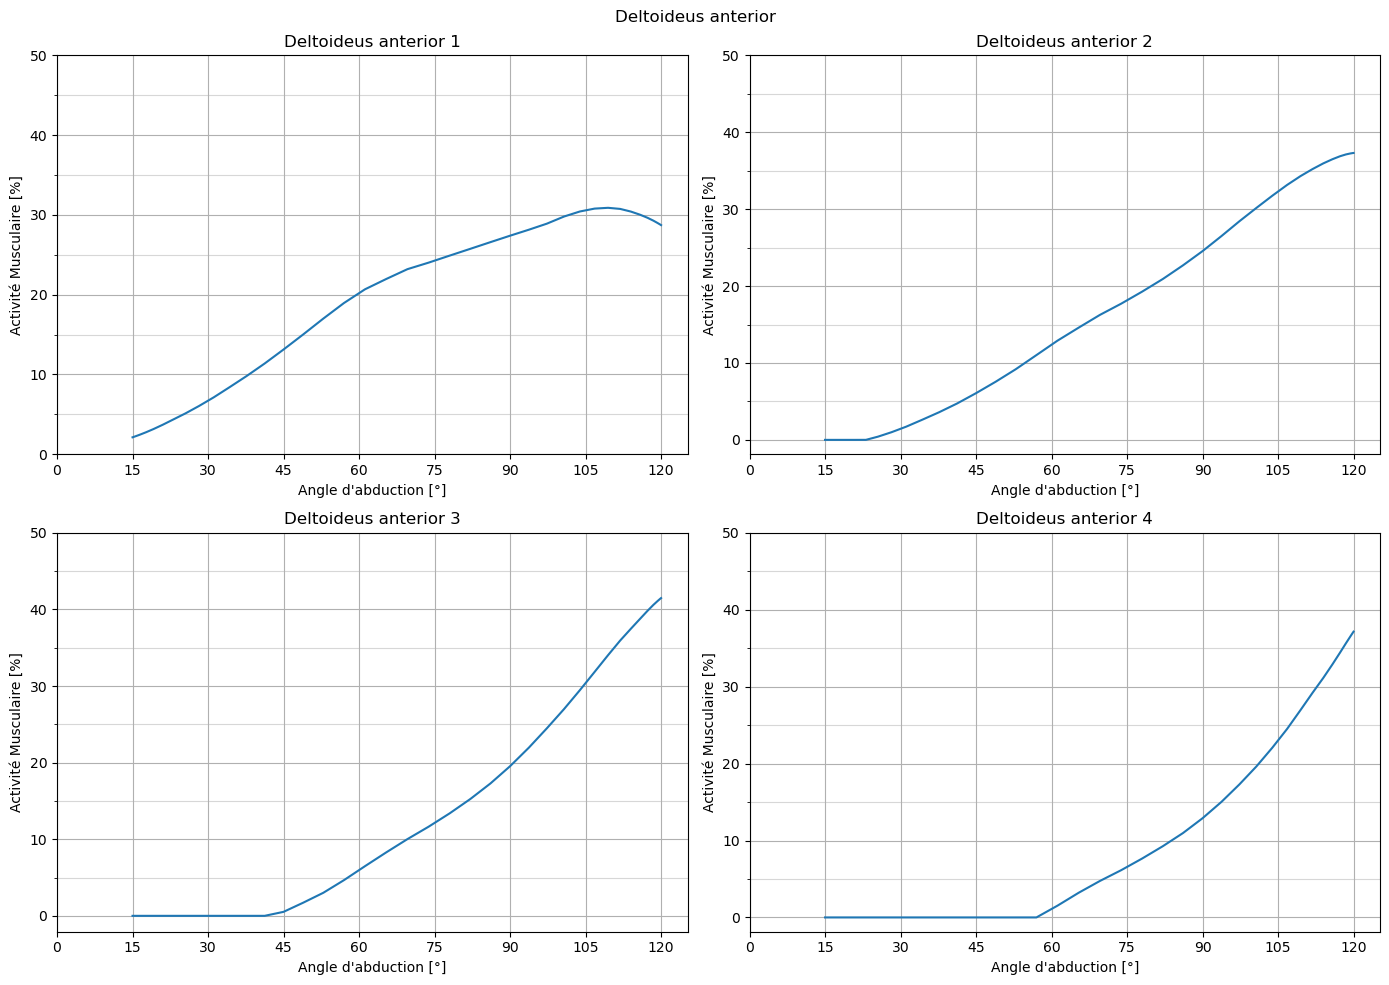 Deltoideus anterior
Deltoideus anterior 1
Activité Musculaire [%]
50
40
30
20
10
0
0 15 30 45 60 75 90 105 120
Angle d'abduction [°]
Deltoideus anterior 2
Activité Musculaire [%]
50
40
30
20
10
0
0 15 30 45 60 75 90 105 120
Angle d'abduction [°]
Deltoideus anterior 3
Activité Musculaire [%]
50
40
30
20
10
0
0 15 30 45 60 75 90 105 120
Angle d'abduction [°]
Deltoideus anterior 4
Activité Musculaire [%]
50
40
30
20
10
0
0 15 30 45 60 75 90 105 120
Angle d'abduction [°]